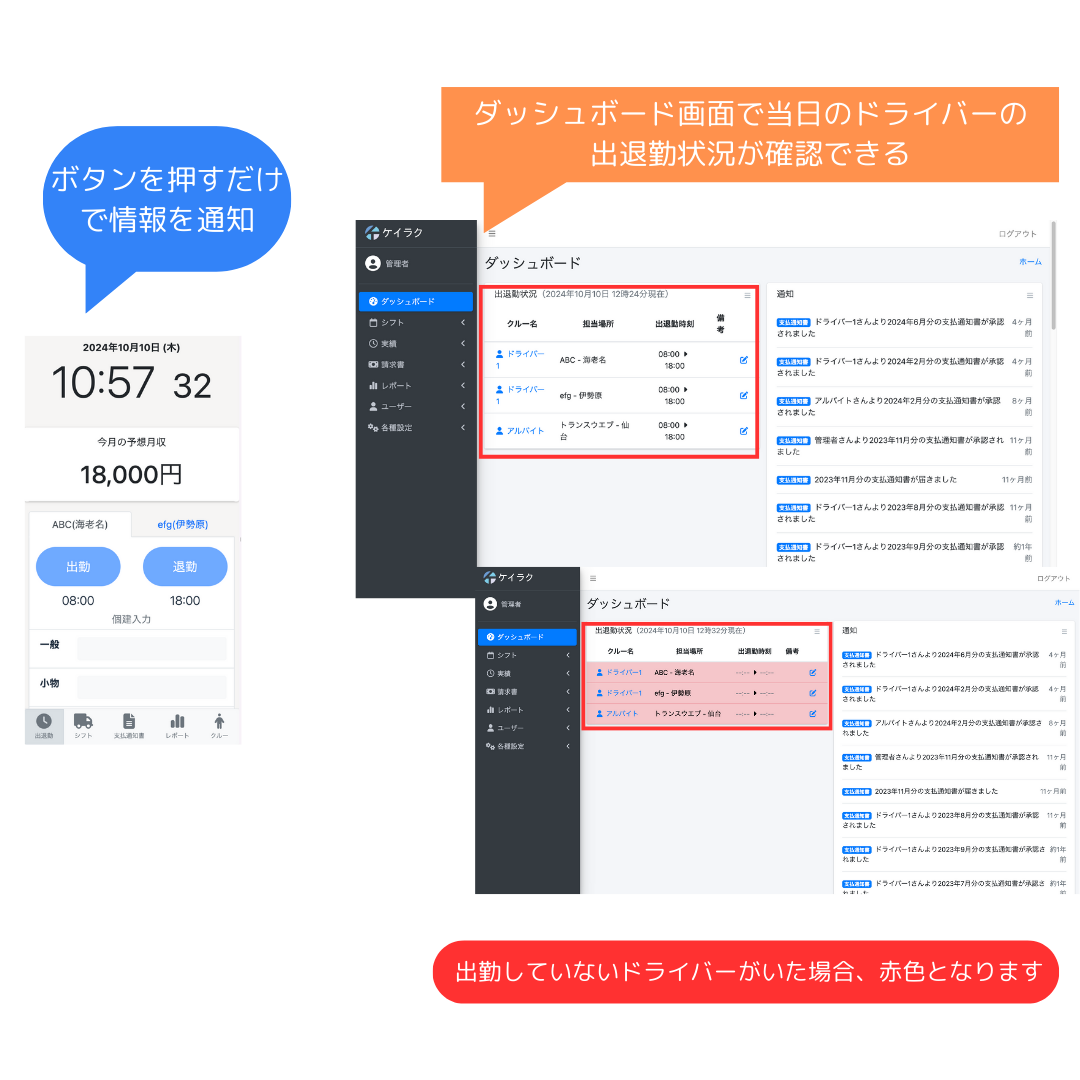 ボタンを押すだけ
で情報を通知
ダッシュボード画面で当日のドライバーの
出退勤状況が確認できる
2024年10月10日 (木)
10:57 32
今月の予想月収
18,000円
ABC(海老名) efg(伊勢原)
出勤 退勤
08:00 18:00
個建入力
一般
小物
出退勤 シフト 支払通知書 レポート クルー
ケイラク
管理者
ダッシュボード
シフト
実績
請求書
レポート
ユーザー
各種設定
ログアウト
ダッシュボード ホーム
出退勤状況（2024年10月10日 12時24分現在）
クルー名 担当場所 出退勤時刻 備
考
ドライバー
1
ABC - 海老名
08:00
18:00
ドライバー
1
efg - 伊勢原
08:00
18:00
アルバイト
トランスウエブ - 仙
台
08:00
18:00
通知
支払通知書 ドライバー1さんより2024年6月分の支払通知書が承認 4ヶ月
されました 前
支払通知書 ドライバー1さんより2024年2月分の支払通知書が承認 4ヶ月
されました 前
支払通知書 アルバイトさんより2024年2月分の支払通知書が承認 8ヶ月
されました 前
支払通知書 管理者さんより2023年11月分の支払通知書が承認され 11ヶ月
ました 前
支払通知書 2023年11月分の支払通知書が届きました 11ヶ月前
支払通知書 ドライバー1さんより2023年8月分の支払通知書が承認 11ヶ月
されました 前
支払通知書 ドライバー1さんより2023年9月分の支払通知書が承認 約1年
されました 前
ケイラク
管理者
ダッシュボード
シフト
実績
請求書
レポート
ユーザー
各種設定
ログアウト
ダッシュボード ホーム
出退勤状況（2024年10月10日 12時32分現在）
クルー名 担当場所 出退勤時刻 備考
ドライバー1 ABC - 海老名 --:-- --:--
ドライバー1 efg - 伊勢原 --:-- --:--
アルバイト トランスウエブ - 仙台 --:-- --:--
通知
支払通知書 ドライバー1さんより2024年6月分の支払通知書が承認 4ヶ月
されました 前
支払通知書 ドライバー1さんより2024年2月分の支払通知書が承認 4ヶ月
されました 前
支払通知書 アルバイトさんより2024年2月分の支払通知書が承認さ 8ヶ月
れました 前
支払通知書 管理者さんより2023年11月分の支払通知書が承認され 11ヶ月
ました 前
支払通知書 2023年11月分の支払通知書が届きました 11ヶ月前
支払通知書 ドライバー1さんより2023年8月分の支払通知書が承認 11ヶ月
されました 前
支払通知書 ドライバー1さんより2023年9月分の支払通知書が承認さ 約1年
れました 前
支払通知書 ドライバー1さんより2023年7月分の支払通知書が承認さ 約1年
れました 前
出勤していないドライバーがいた場合、赤色となります